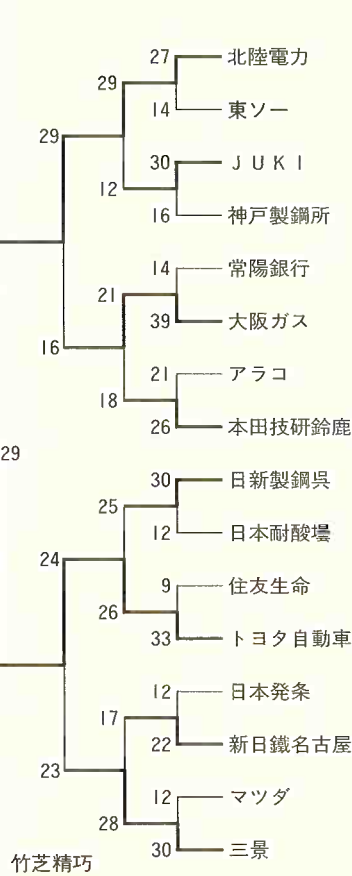 27 北陸電力
29
14 東ソー
29
30 JUKI
12
16 神戸製鋼所
14 常陽銀行
21
39 大阪ガス
16
21 アラコ
18
26 本田技研鈴鹿
29
30 日新製鋼呉
25
12 日本耐酸壜
24
9 住友生命
26
33 トヨタ自動車
12 日本発条
17
22 新日鐵名古屋
23
12 マツダ
28
30 三景
竹芝精巧